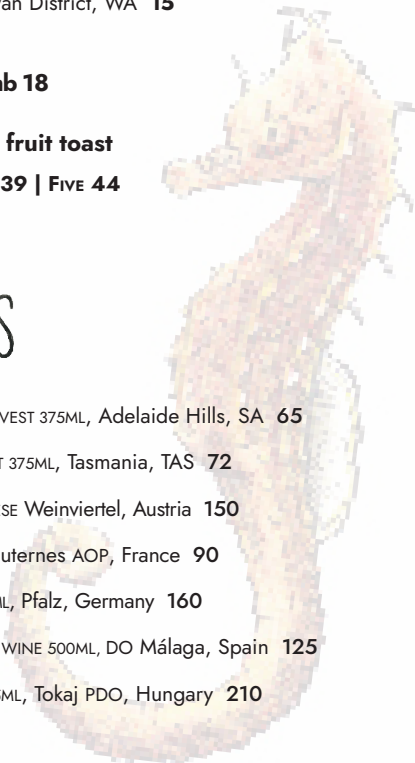 van District, WA 15
b 18
fruit toast
39 | Five 44
s
VEST 375ML, Adelaide Hills, SA 65
T 375ML, Tasmania, TAS 72
SE Weinviertel, Austria 150
uternes AOP, France 90
ML, Pfalz, Germany 160
WINE 500ML, DO Málaga, Spain 125
5ML, Tokaj PDO, Hungary 210